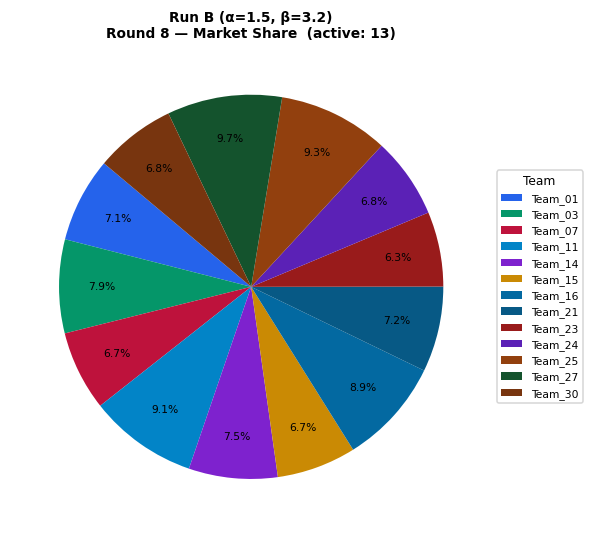 Run B (α=1.5, β=3.2)
Round 8 — Market Share  (active: 13)
9.7%
9.3%
6.8%
6.8%
7.1%
6.3%
7.9%
7.2%
6.7%
8.9%
9.1%
7.5%
6.7%
Team
Team_01
Team_03
Team_07
Team_11
Team_14
Team_15
Team_16
Team_21
Team_23
Team_24
Team_25
Team_27
Team_30